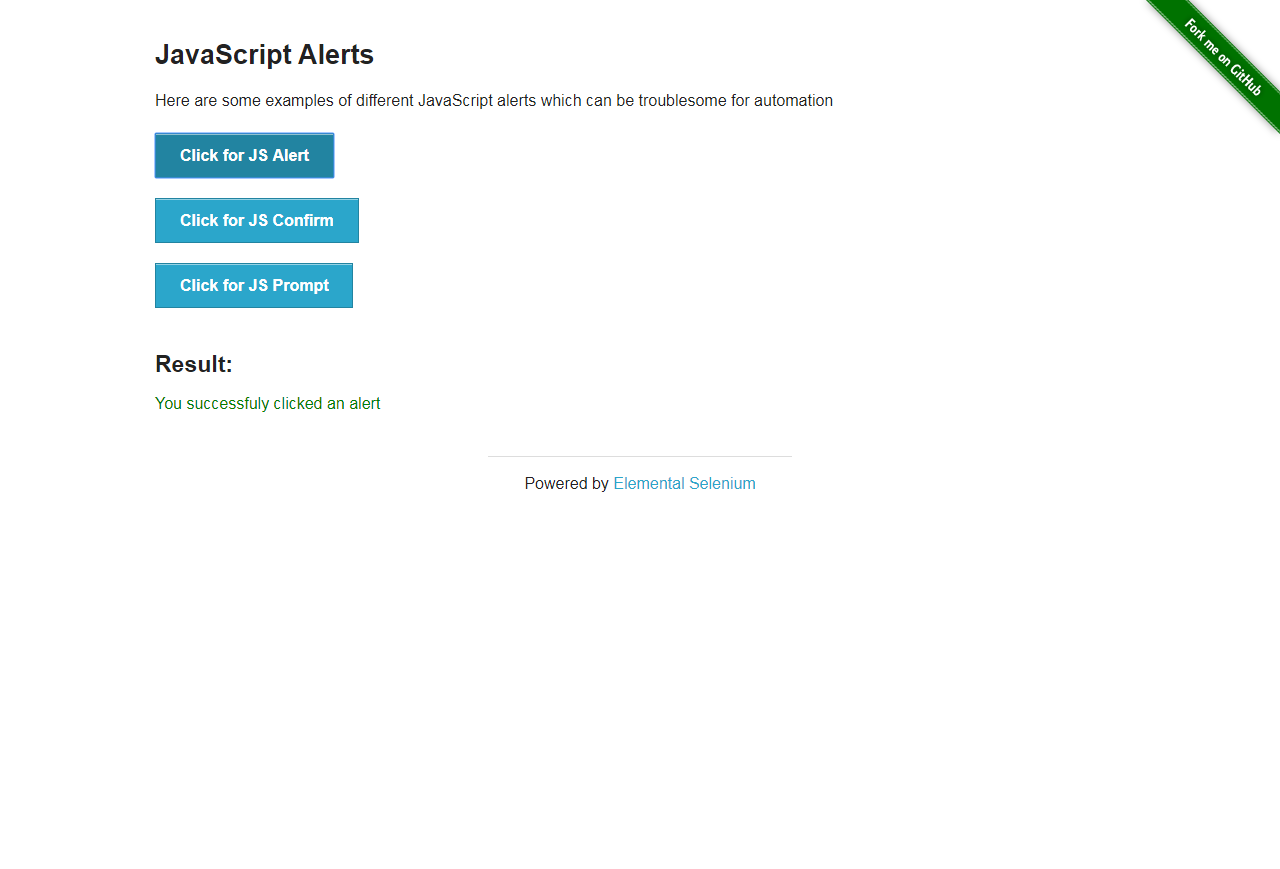 Fork me on GitHub
JavaScript Alerts
Here are some examples of different JavaScript alerts which can be troublesome for automation
Click for JS Alert
Click for JS Confirm
Click for JS Prompt
Result:
You successfuly clicked an alert
Powered by Elemental Selenium